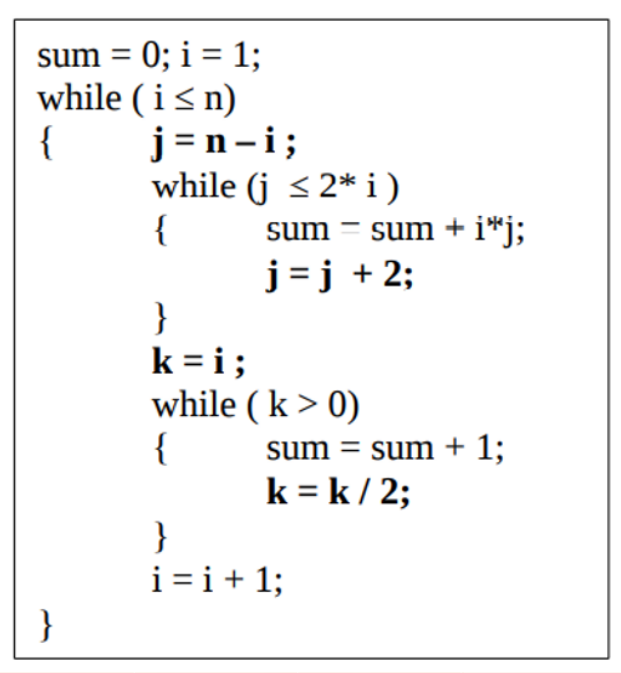 sum = 0; i = 1;
while ( i ≤ n)
{ j = n – i ;
while (j ≤ 2* i )
{ sum = sum + i*j;
j = j + 2;
}
k = i ;
while ( k > 0)
{ sum = sum + 1;
k = k / 2;
}
i = i + 1;
}